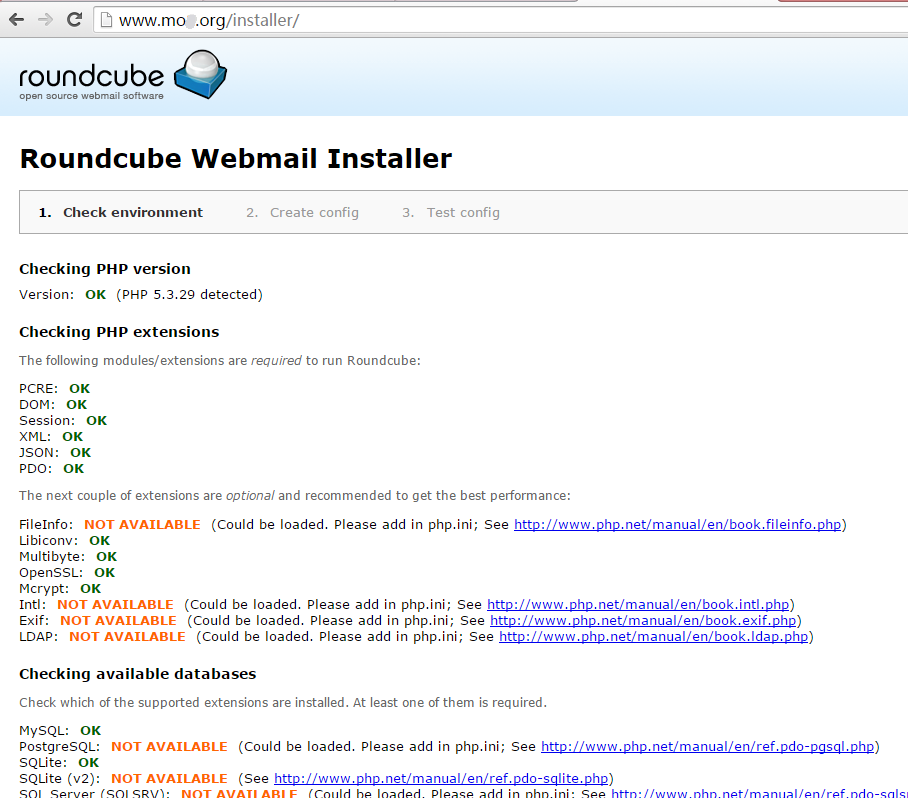 www.mo.org/installer/
roundcube
open source webmail software
Roundcube Webmail Installer
1. Check environment 2. Create config 3. Test config
Checking PHP version
Version: OK (PHP 5.3.29 detected)
Checking PHP extensions
The following modules/extensions are required to run Roundcube:
PCRE: OK
DOM: OK
Session: OK
XML: OK
JSON: OK
PDO: OK
The next couple of extensions are optional and recommended to get the best performance:
FileInfo: NOT AVAILABLE (Could be loaded. Please add in php.ini; See http://www.php.net/manual/en/book.fileinfo.php)
Libiconv: OK
Multibyte: OK
OpenSSL: OK
Mcrypt: OK
Intl: NOT AVAILABLE (Could be loaded. Please add in php.ini; See http://www.php.net/manual/en/book.intl.php)
Exif: NOT AVAILABLE (Could be loaded. Please add in php.ini; See http://www.php.net/manual/en/book.exif.php)
LDAP: NOT AVAILABLE (Could be loaded. Please add in php.ini; See http://www.php.net/manual/en/book.ldap.php)
Checking available databases
Check which of the supported extensions are installed. At least one of them is required.
MySQL: OK
PostgreSQL: NOT AVAILABLE (Could be loaded. Please add in php.ini; See http://www.php.net/manual/en/ref.pdo-pgsql.php)
SQLite: OK
SQLite (v2): NOT AVAILABLE (See http://www.php.net/manual/en/ref.pdo-sqlite.php)
SQL Server (SQLSRV): NOT AVAILABLE (Could be loaded. Please add in php.ini; See http://www.php.net/manual/en/ref.pdo-sqls